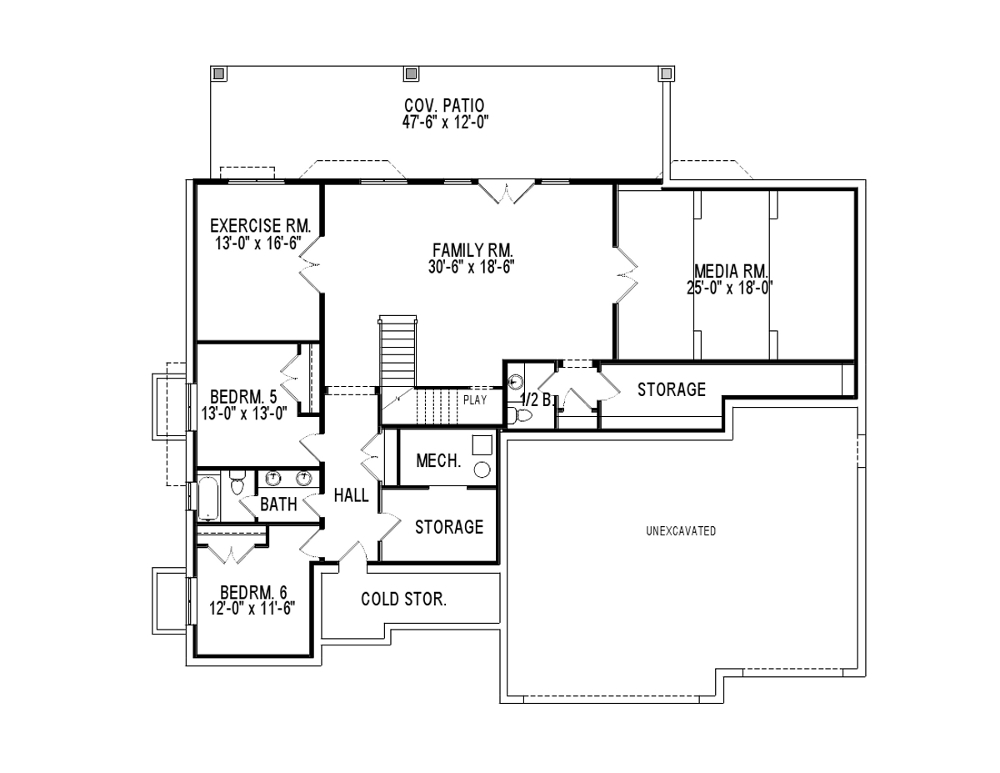 COV. PATIO
47'-6" x 12'-0"
EXERCISE RM.
13'-0" x 16'-6"
FAMILY RM.
30'-6" x 18'-6"
MEDIA RM.
25'-0" x 18'-0"
BEDRM. 5
13'-0" x 13'-0"
PLAY
1/2 B.
STORAGE
MECH.
BATH
HALL
STORAGE
UNEXCAVATED
BEDRM. 6
12'-0" x 11'-6"
COLD STOR.